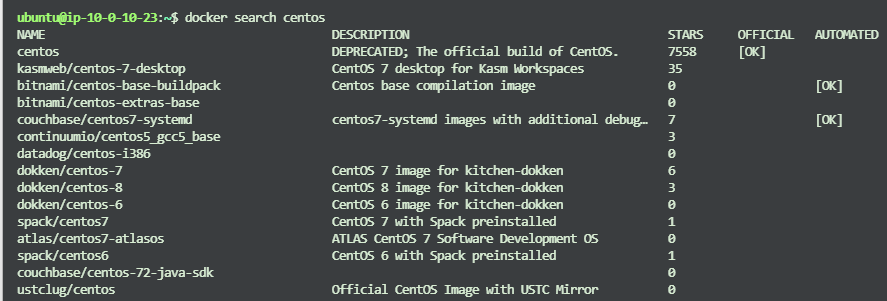 ubuntu@ip-10-0-10-23:~$ docker search centos
NAME DESCRIPTION STARS OFFICIAL AUTOMATED
centos DEPRECATED; The official build of CentOS. 7558 [OK]
kasmweb/centos-7-desktop CentOS 7 desktop for Kasm Workspaces 35
bitnami/centos-base-buildpack Centos base compilation image 0 [OK]
bitnami/centos-extras-base 0
couchbase/centos7-systemd centos7-systemd images with additional debug… 7 [OK]
continuumio/centos5_gcc5_base 3
datadog/centos-i386 0
dokken/centos-7 CentOS 7 image for kitchen-dokken 6
dokken/centos-8 CentOS 8 image for kitchen-dokken 3
dokken/centos-6 CentOS 6 image for kitchen-dokken 0
spack/centos7 CentOS 7 with Spack preinstalled 1
atlas/centos7-atlasos ATLAS CentOS 7 Software Development OS 0
spack/centos6 CentOS 6 with Spack preinstalled 1
couchbase/centos-72-java-sdk 0
ustclug/centos Official CentOS Image with USTC Mirror 0